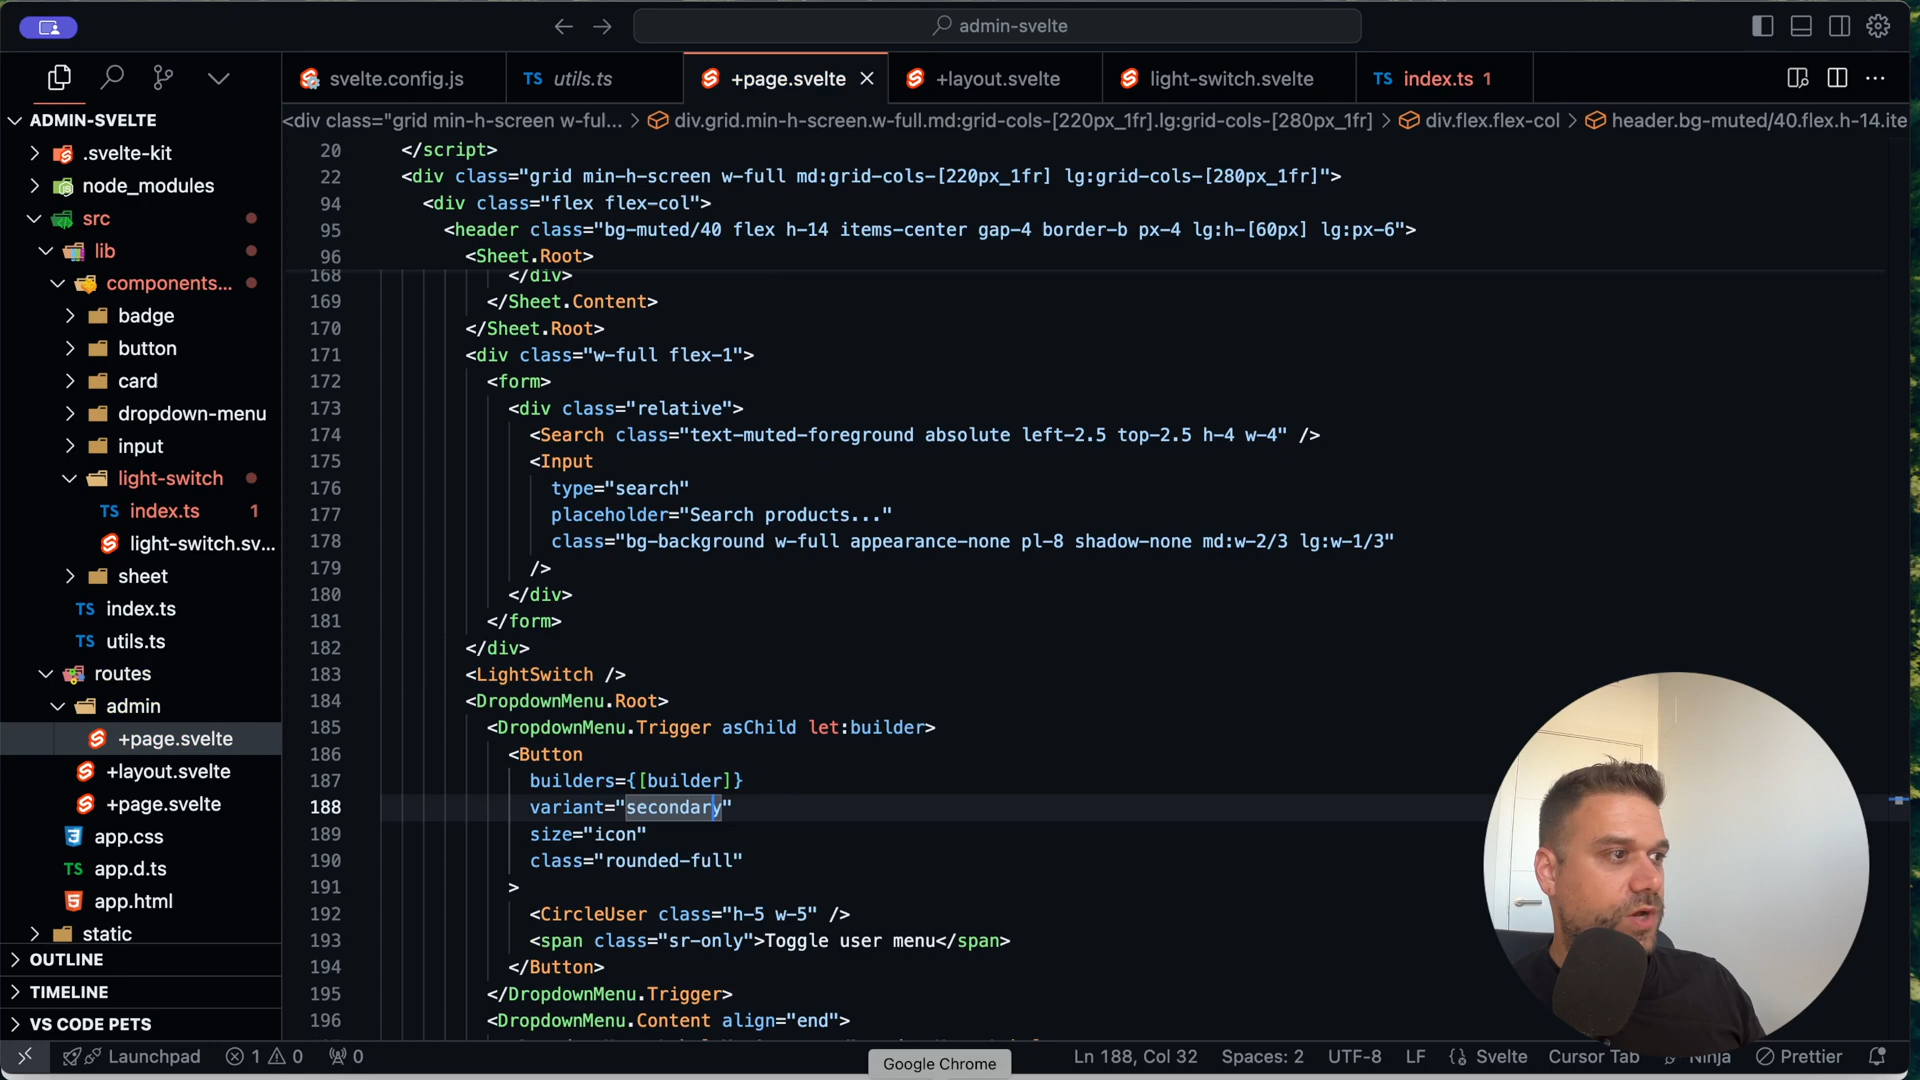 admin-svelte
svelte.config.js
TS utils.ts
+page.svelte
+layout.svelte
light-switch.svelte
TS index.ts 1
ADMIN-SVELTE
.svelte-kit
node_modules
src
lib
components...
badge
button
card
dropdown-menu
input
light-switch
TS index.ts 1
light-switch.sv...
sheet
TS index.ts
TS utils.ts
routes
admin
+page.svelte
+layout.svelte
+page.svelte
app.css
TS app.d.ts
app.html
static
OUTLINE
TIMELINE
VS CODE PETS
<div class="grid min-h-screen w-ful... > div.grid.min-h-screen.w-full.md:grid-cols-[220px_1fr].lg:grid-cols-[280px_1fr] > div.flex.flex-col > header.bg-muted/40.flex.h-14.ite
20 </script>
22 <div class="grid min-h-screen w-full md:grid-cols-[220px_1fr] lg:grid-cols-[280px_1fr]">
94 <div class="flex flex-col">
95 <header class="bg-muted/40 flex h-14 items-center gap-4 border-b px-4 lg:h-[60px] lg:px-6">
96 <Sheet.Root>
168 </div>
169 </Sheet.Content>
170 </Sheet.Root>
171 <div class="w-full flex-1">
172 <form>
173 <div class="relative">
174 <Search class="text-muted-foreground absolute left-2.5 top-2.5 h-4 w-4" />
175 <Input
176 type="search"
177 placeholder="Search products..."
178 class="bg-background w-full appearance-none pl-8 shadow-none md:w-2/3 lg:w-1/3"
179 />
180 </div>
181 </form>
182 </div>
183 <LightSwitch />
184 <DropdownMenu.Root>
185 <DropdownMenu.Trigger asChild let:builder>
186 <Button
187 builders={[builder]}
188 variant="secondary"
189 size="icon"
190 class="rounded-full"
191 >
192 <CircleUser class="h-5 w-5" />
193 <span class="sr-only">Toggle user menu</span>
194 </Button>
195 </DropdownMenu.Trigger>
196 <DropdownMenu.Content align="end">
Launchpad
1 0
0
Google Chrome
Ln 188, Col 32
Spaces: 2
UTF-8
LF
Svelte
Cursor Tab
Ninja
Prettier